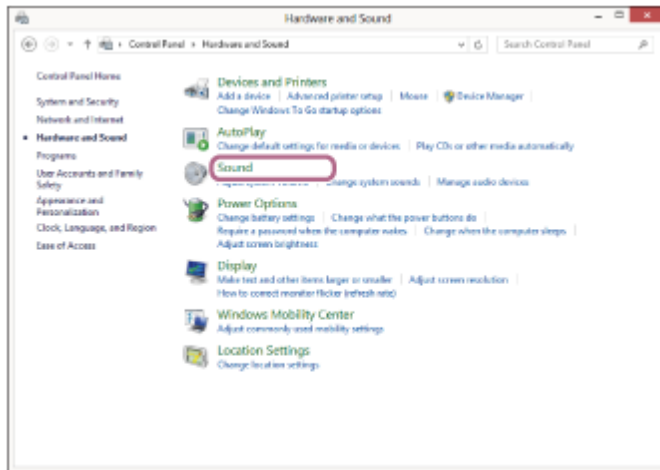 Hardware and Sound
Control Panel › Hardware and Sound
Search Control Panel
Control Panel Home
System and Security
Network and Internet
Hardware and Sound
Programs
User Accounts and Family
Safety
Appearance and
Personalization
Clock, Language, and Region
Ease of Access
Devices and Printers
Add a device | Advanced printer setup | Mouse | Device Manager |
Change Windows To Go startup options
AutoPlay
Change default settings for media or devices | Play CDs or other media automatically
Sound
Adjust system volume | Change system sounds | Manage audio devices
Power Options
Change battery settings | Change what the power buttons do |
Require a password when the computer wakes | Change when the computer sleeps |
Adjust screen brightness
Display
Make text and other items larger or smaller | Adjust screen resolution |
How to correct monitor flicker (refresh rate)
Windows Mobility Center
Adjust commonly used mobility settings
Location Settings
Change location settings